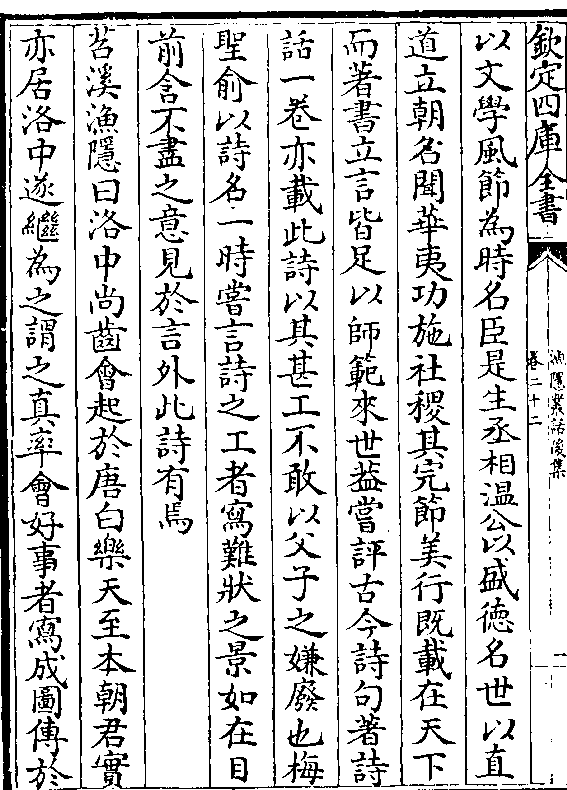 欽定四庫全書
漁隱叢話後集
卷二十二
以文學風節為時名臣是生丞相温公以盛徳名世以直
道立朝名聞華夷功施社稷其完節美行既載在天下
而著書立言皆足以師範來世葢嘗評古今詩句著詩
話一巻亦載此詩以其甚工不敢以父子之嫌廢也梅
聖俞以詩名一時嘗言詩之工者寫難狀之景如在目
前含不盡之意見於言外此詩有焉
苕溪漁隱曰洛中尚齒會起於唐白樂天至本朝君實
亦居洛中遂繼為之謂之真率會好事者寫成圖傳於